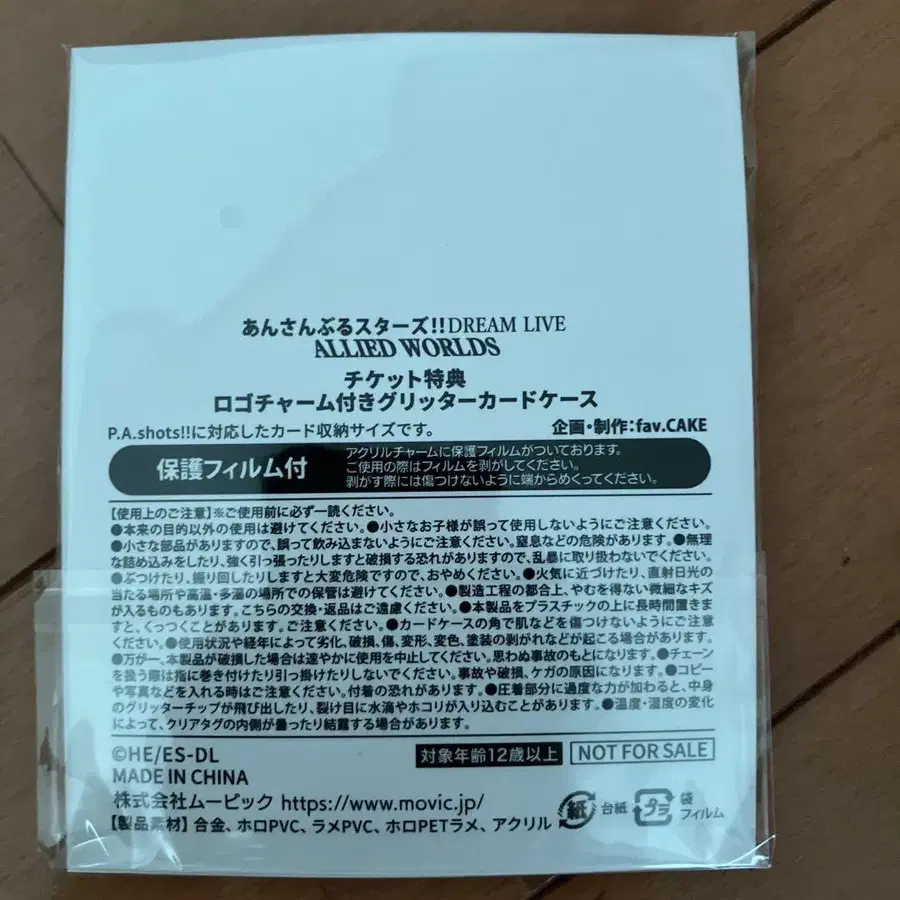 あんさんぶるスターズ!!DREAM LIVE
ALLIED WORLDS
チケット特典
ロゴチャーム付きグリッターカードケース
P.A.shots!!に対応したカード収納サイズです。 企画・制作:fav.CAKE
保護フィルム付
アクリルチャームに保護フィルムがついております。
ご使用の際はフィルムを剥がしてください。
剥がす際には傷つけないように端からめくってください。
【使用上のご注意】※ご使用前に必ず一読ください。
●本来の目的以外の使用は避けてください。●小さなお子様が誤って使用しないようにご注意ください。
●小さな部品がありますので、誤って飲み込まないようにご注意ください。窒息などの危険があります。●無理
な詰め込みをしたり、強く引っ張ったりしますと破損する恐れがありますので、乱暴に取り扱わないでください。
●ぶつけたり、振り回したりしますと大変危険ですので、おやめください。●火気に近づけたり、直射日光の
当たる場所や高温・多湿の場所での保管は避けてください。●製造工程の都合上、やむを得ない微細なキズ
が入るものもあります。こちらの交換・返品はご遠慮ください。●本製品をプラスチックの上に長時間置きま
すと、くっつくことがあります。ご注意ください。●カードケースの角で肌などを傷つけないようにご注意
ください。●使用状況や経年によって劣化、破損、傷、変形、変色、塗装の剥がれなどが起こる場合があります。
●万が一、本製品が破損した場合は速やかに使用を中止してください。思わぬ事故のもとになります。●チェーン
を扱う際は指に巻き付けたり引っ掛けたりしないでください。事故や破損、ケガの原因になります。●コピー
や写真などを入れる時はご注意ください。付着の恐れがあります。●圧着部分に過度な力が加わると、中身
のグリッターチップが飛び出したり、裂け目に水滴やホコリが入り込むことがあります。●温度・湿度の変化
によって、クリアタグの内側が曇ったり結露する場合があります。
©HE/ES-DL 対象年齢12歳以上 NOT FOR SALE
MADE IN CHINA
株式会社ムービック https://www.movic.jp/ 紙 台紙 プラ 袋 フィルム
【製品素材】合金、ホロPVC、ラメPVC、ホロPETラメ、アクリル